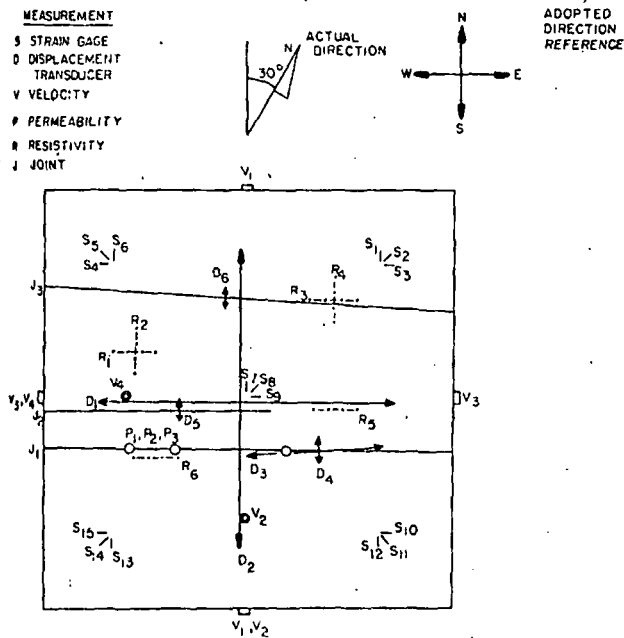 MEASUREMENT
S STRAIN GAGE
D DISPLACEMENT
TRANSDUCER
V VELOCITY
P PERMEABILITY
R RESISTIVITY
J JOINT
N
ACTUAL
DIRECTION
30°
N
W
E
S
ADOPTED
DIRECTION
REFERENCE
V1
S5
S6
S4
S1
S2
S3
J3
D6
R4
R3
R2
R1
V4
S7
S8
S9
V3,V4
D1
V3
J2
D5
R5
P1,P2,P3
J1
R6
D3
D4
V2
S15
S14
S13
S10
S12
S11
D2
V1,V2